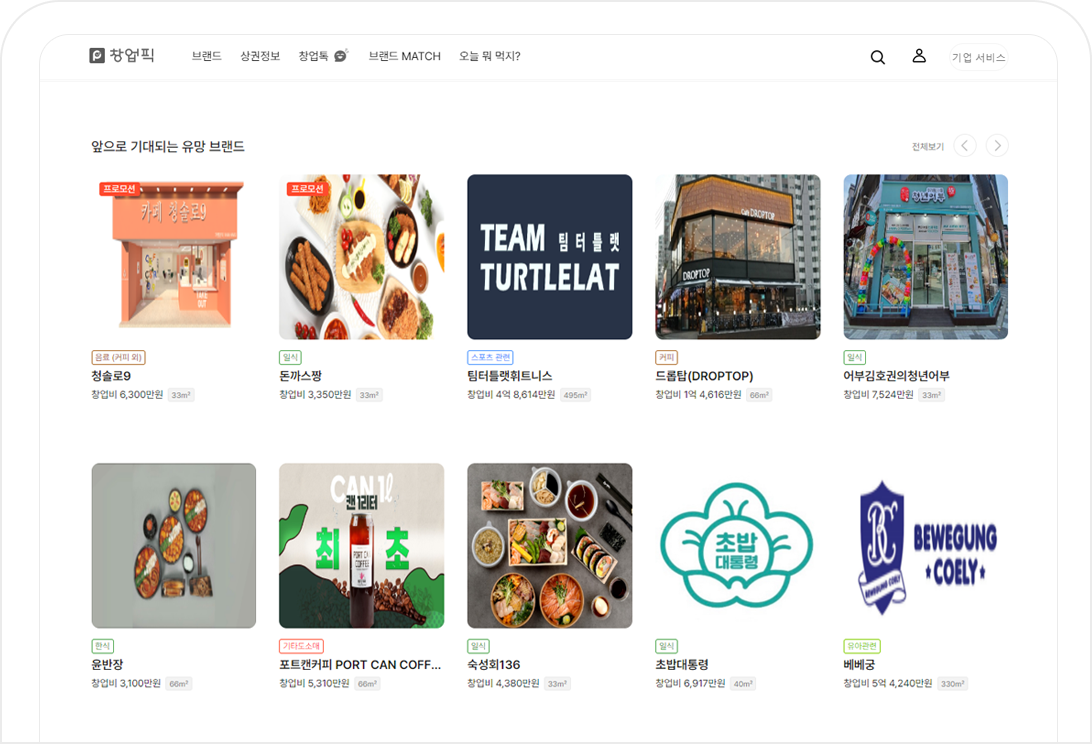 창업픽
브랜드 상권정보 창업톡 브랜드 MATCH 오늘 뭐 먹지?
기업 서비스
앞으로 기대되는 유망 브랜드
전체보기
프로모션
카페 청솔로9
TAKE OUT
프로모션
TEAM 팀터틀랫
TURTLELAT
Cafe DROPTOP
DROPTOP
청년어부
음료 (커피 외)
청솔로9
창업비 6,300만원 33m²
일식
돈까스짱
창업비 3,350만원 33m²
스포츠 관련
팀터틀랫휘트니스
창업비 4억 8,614만원 495m²
커피
드롭탑(DROPTOP)
창업비 1억 4,616만원 66m²
일식
어부김호권의청년어부
창업비 7,524만원 33m²
CAN 1ℓ
캔 1리터
최초
PORT CAN
COFFEE
초밥
대통령
BC
BEWEGUNG COELY
BEWEGUNG
COELY
한식
윤반장
창업비 3,100만원 66m²
기타도소매
포트캔커피 PORT CAN COFF...
창업비 5,310만원 66m²
일식
숙성회136
창업비 4,380만원 33m²
일식
초밥대통령
창업비 6,917만원 40m²
유아관련
베베궁
창업비 5억 4,240만원 330m²